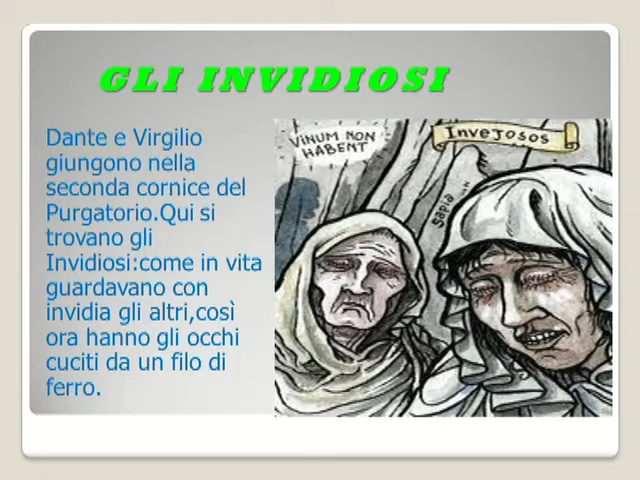 GLI INVIDIOSI
Dante e Virgilio
giungono nella
seconda cornice del
Purgatorio.Qui si
trovano gli
Invidiosi:come in vita
guardavano con
invidia gli altri,così
ora hanno gli occhi
cuciti da un filo di
ferro.
VINUM NON
HABENT
Invejosos
Sapia